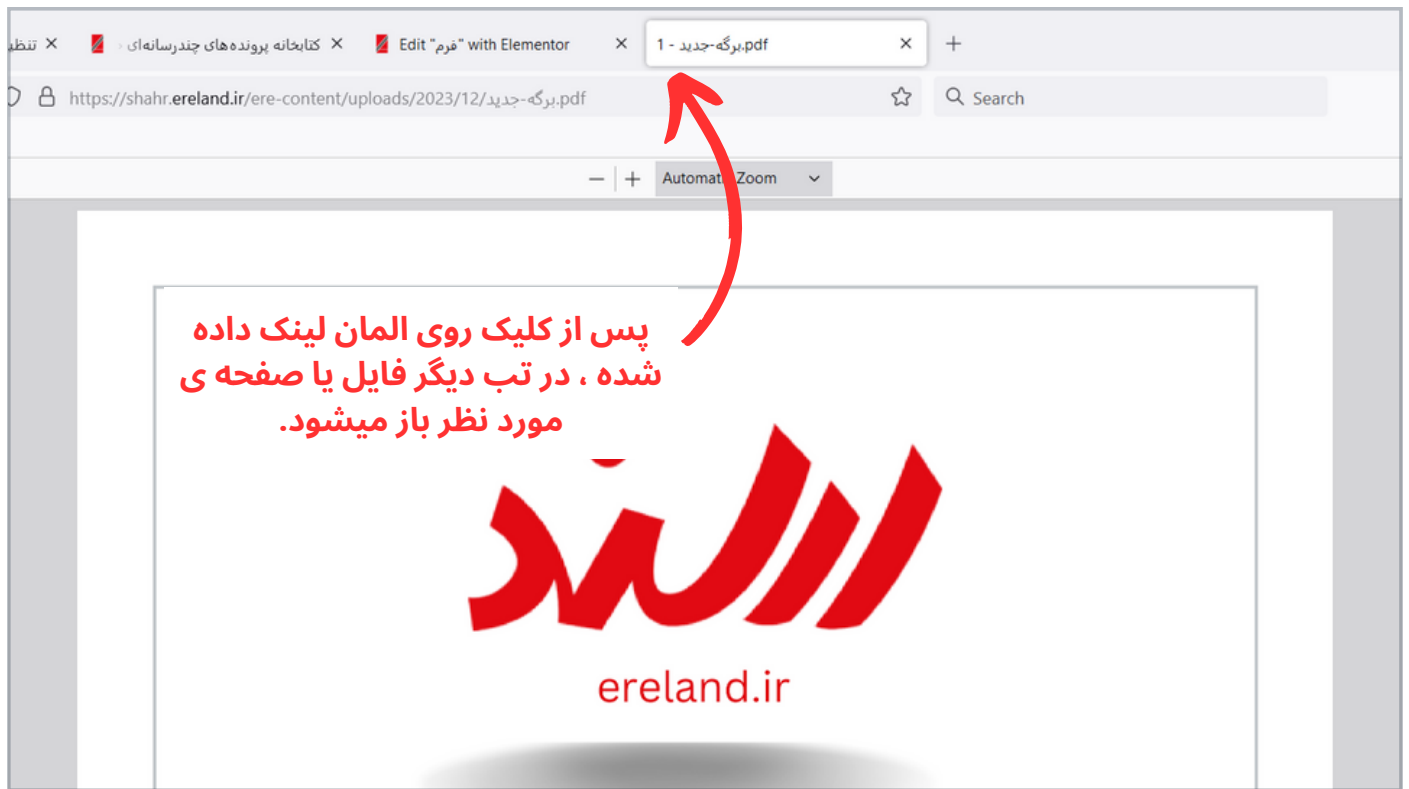 تنظی
کتابخانه پرونده‌های چندرسانه‌ای ‹
Edit "فرم" with Elementor
برگه-جدید - 1.pdf
https://shahr.ereland.ir/ere-content/uploads/2023/12/برگه-جدید.pdf
Search
Automatic Zoom
پس از کلیک روی المان لینک داده
شده ، در تب دیگر فایل یا صفحه ی
مورد نظر باز میشود.
ارلند
ereland.ir